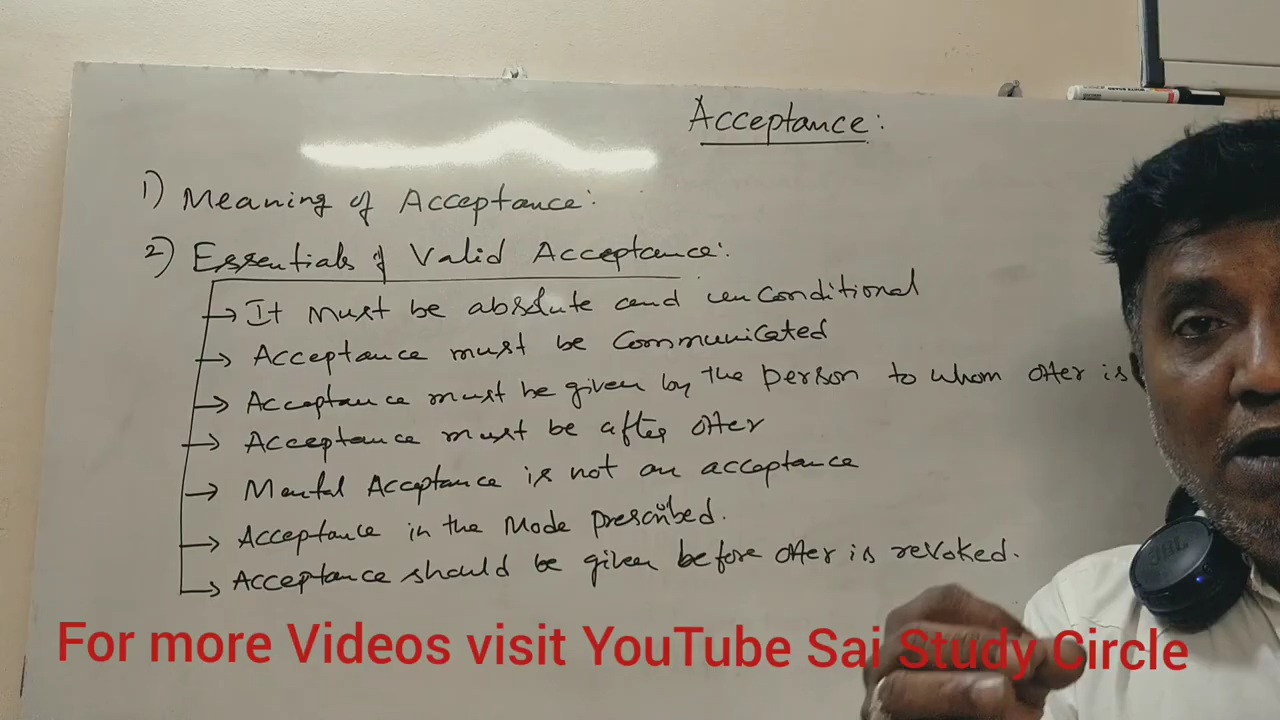 Acceptance:
1) Meaning of Acceptance:
2) Essentials of Valid Acceptance:
→ It must be absolute and unconditional
→ Acceptance must be communicated
→ Acceptance must be given by the person to whom offer is
→ Acceptance must be after offer
→ Mental Acceptance is not an acceptance
→ Acceptance in the Mode prescribed.
→ Acceptance should be given before offer is revoked.
For more Videos visit YouTube Sai Study Circle
JBL